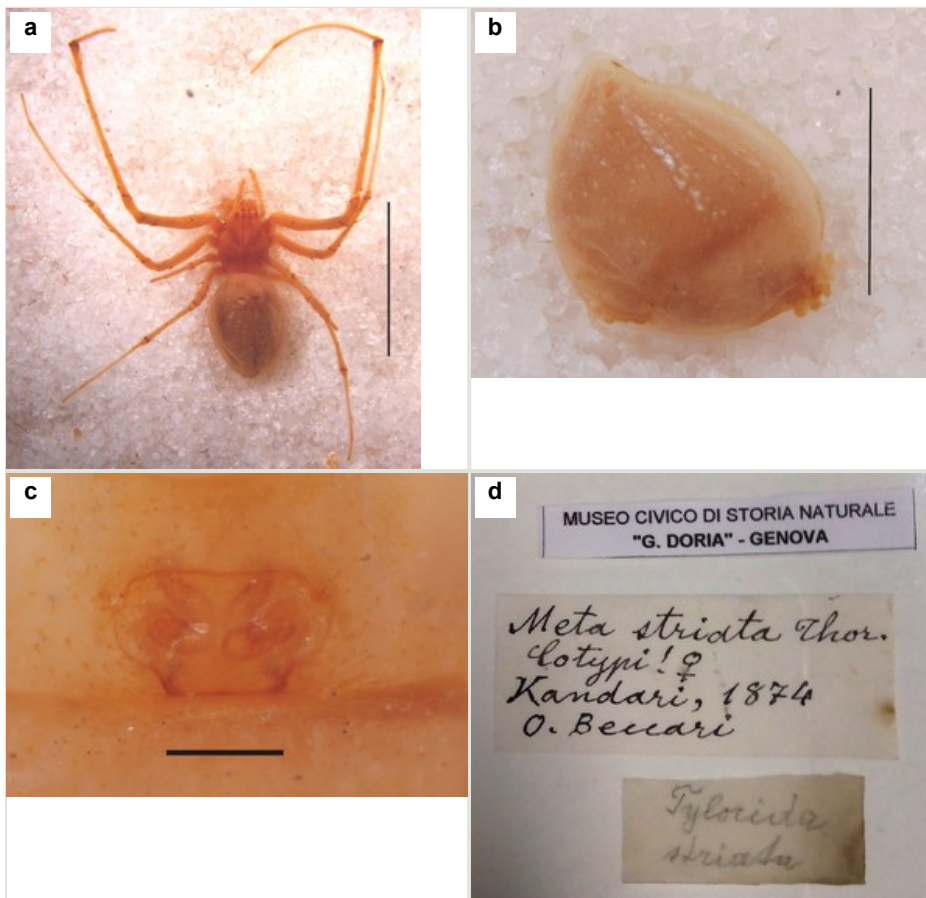 a
b
c
d
MUSEO CIVICO DI STORIA NATURALE
"G. DORIA" - GENOVA
Meta striata Thor.
Cotypi! ♀
Kandari, 1874
O. Beccari
Tylorida
striata